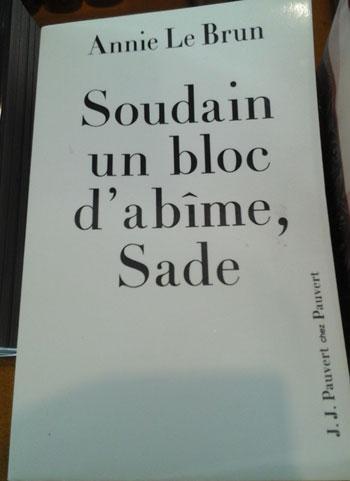 Annie Le Brun
Soudain
un bloc
d'abîme,
Sade
J. J. Pauvert chez Pauvert